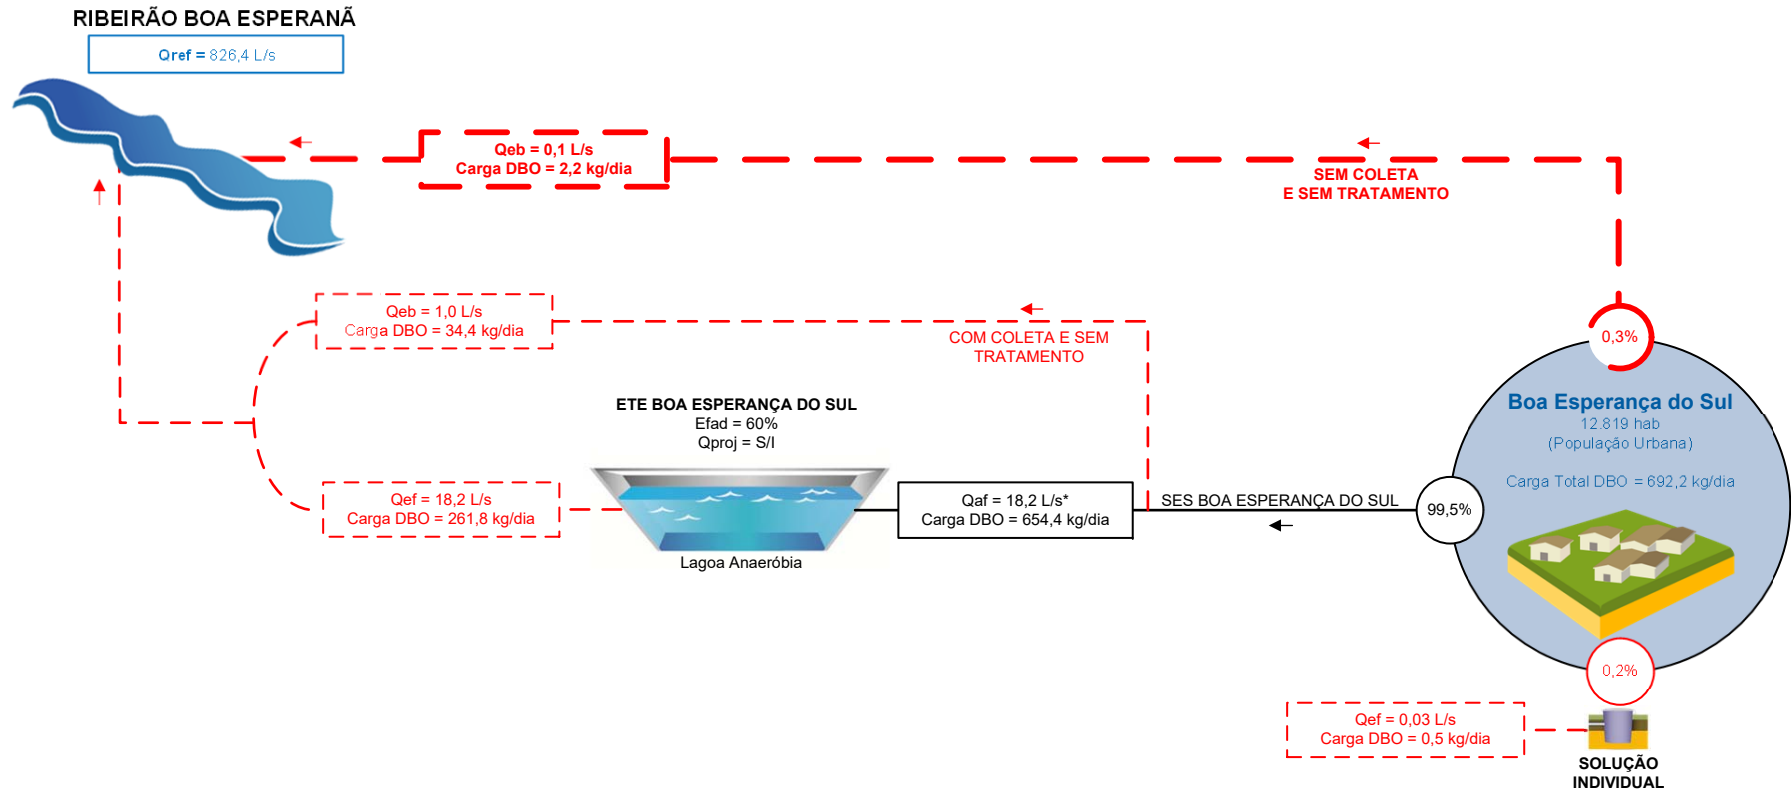 RIBEIRÃO BOA ESPERANÃ
Qref = 826,4 L/s
Qeb = 0,1 L/s
Carga DBO = 2,2 kg/dia
SEM COLETA
E SEM TRATAMENTO
Qeb = 1,0 L/s
Carga DBO = 34,4 kg/dia
COM COLETA E SEM
TRATAMENTO
0,3%
Boa Esperança do Sul
12.819 hab
(População Urbana)
Carga Total DBO = 692,2 kg/dia
ETE BOA ESPERANÇA DO SUL
Efad = 60%
Qproj = S/I
Qef = 18,2 L/s
Carga DBO = 261,8 kg/dia
Qaf = 18,2 L/s*
Carga DBO = 654,4 kg/dia
SES BOA ESPERANÇA DO SUL
99,5%
Lagoa Anaeróbia
0,2%
Qef = 0,03 L/s
Carga DBO = 0,5 kg/dia
SOLUÇÃO
INDIVIDUAL